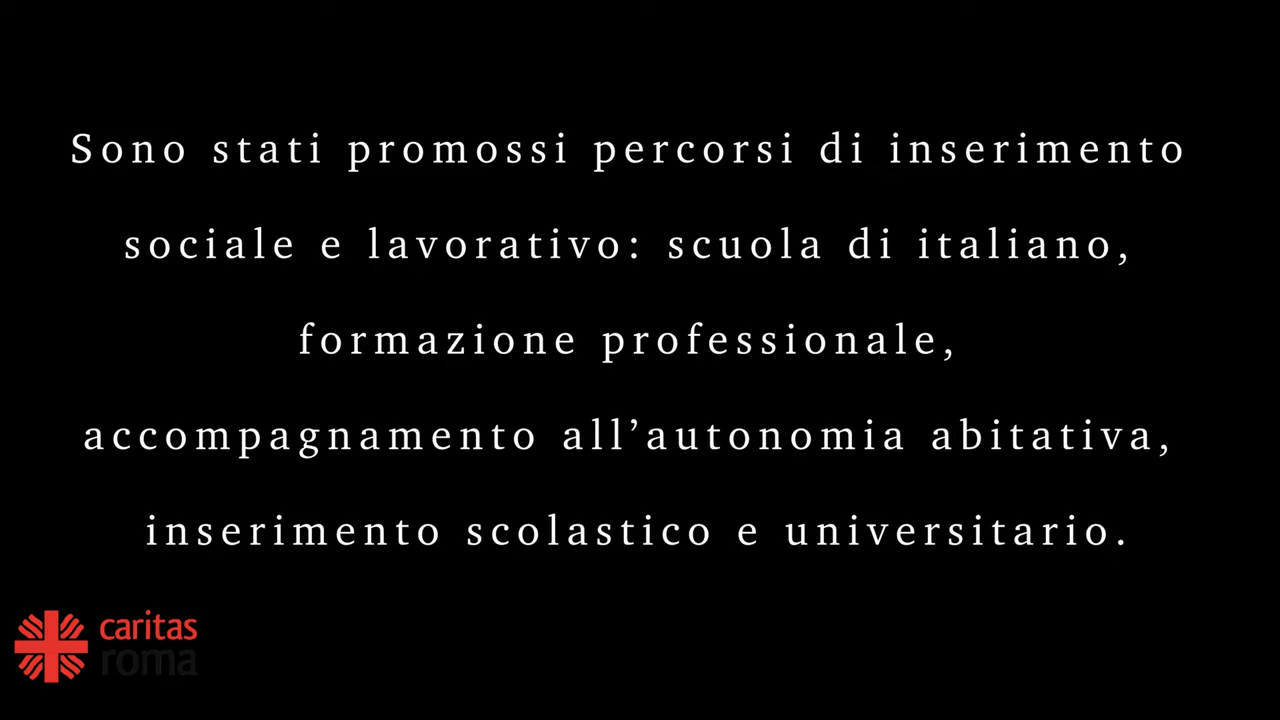 Sono stati promossi percorsi di inserimento
sociale e lavorativo: scuola di italiano,
formazione professionale,
accompagnamento all’autonomia abitativa,
inserimento scolastico e universitario.
caritas
roma